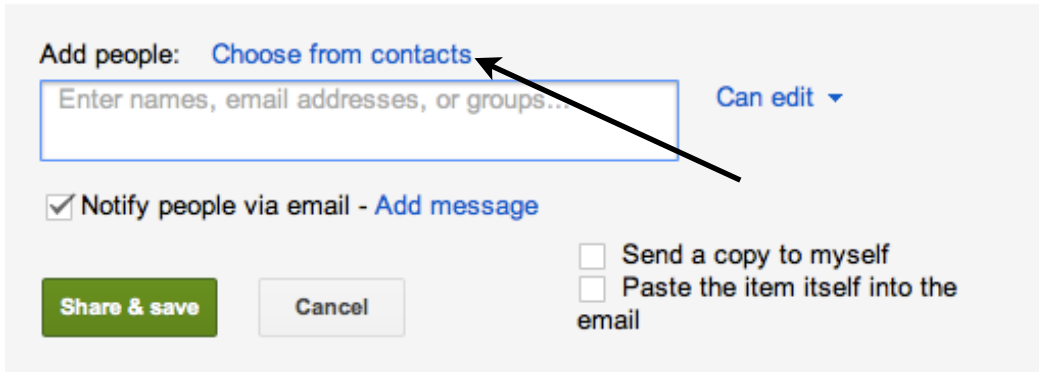 Add people: Choose from contacts
Enter names, email addresses, or groups...
Can edit
Notify people via email - Add message
Send a copy to myself
Paste the item itself into the
email
Share & save
Cancel